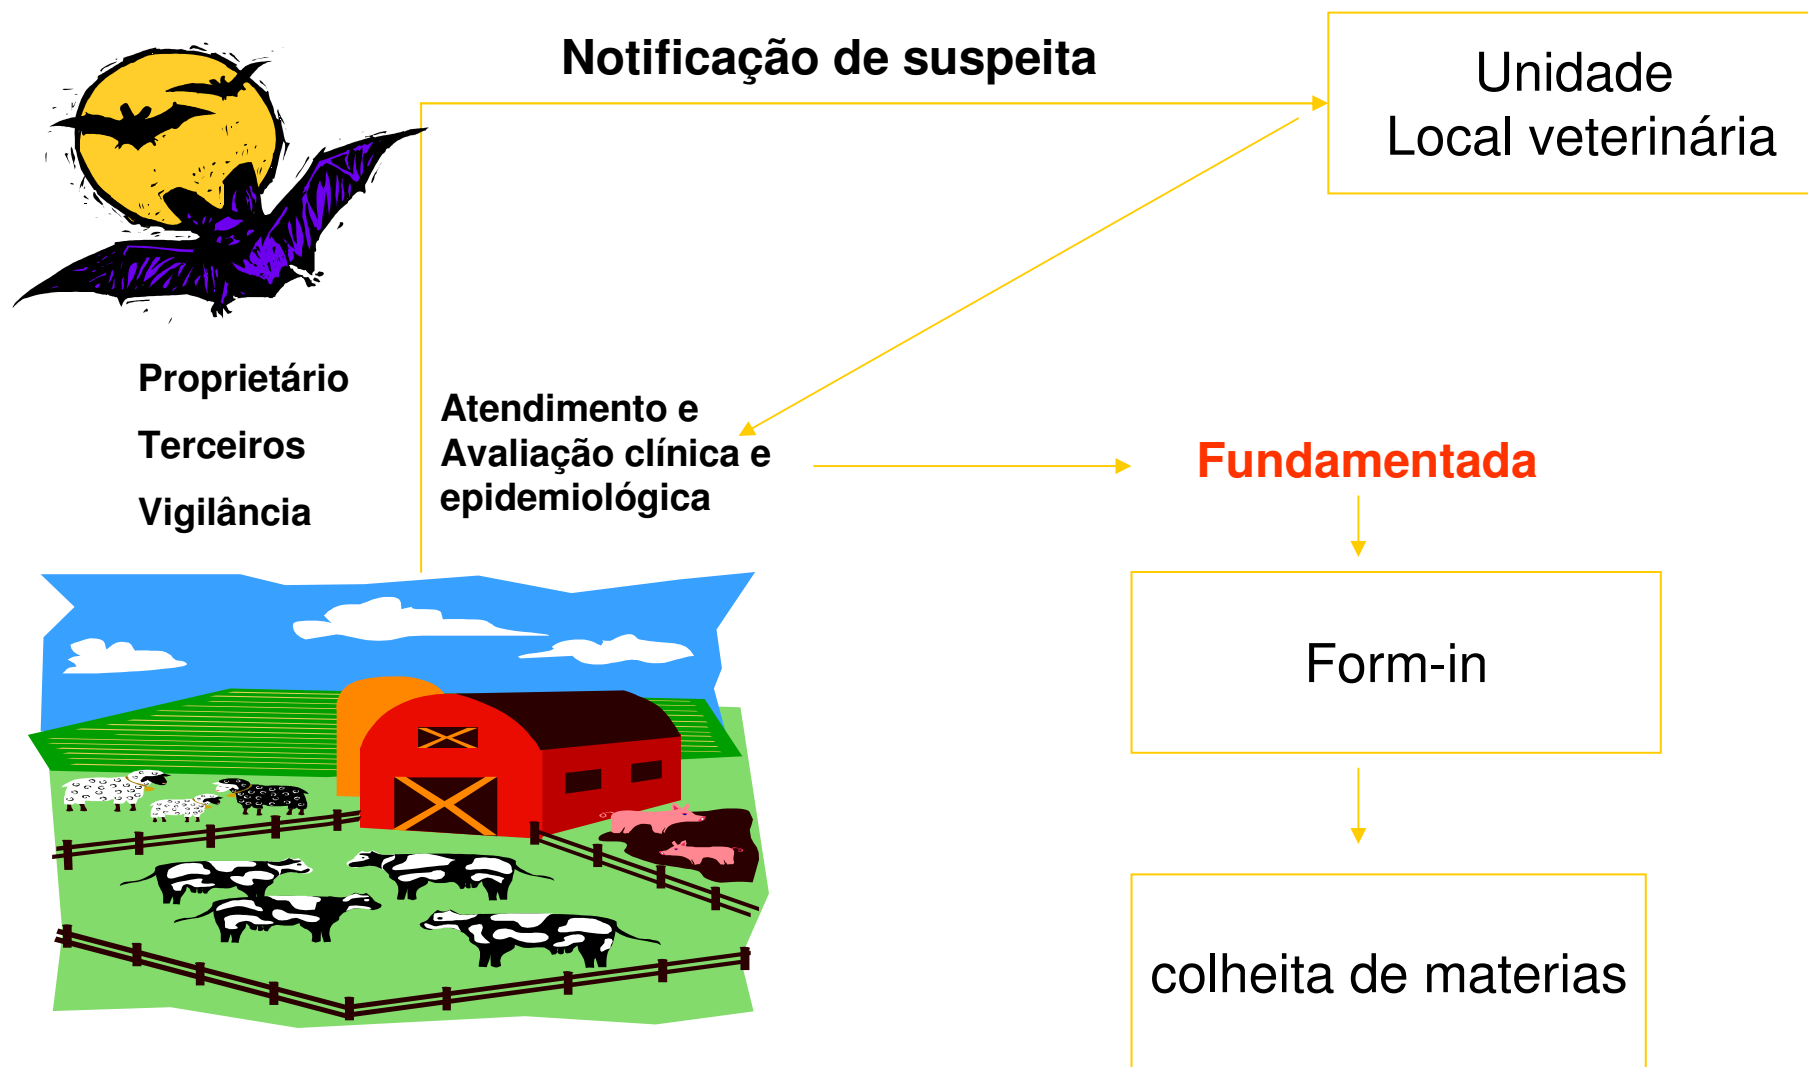 Notificação de suspeita
Unidade
Local veterinária
Proprietário
Terceiros
Vigilância
Atendimento e
Avaliação clínica e
epidemiológica
Fundamentada
Form-in
colheita de materias